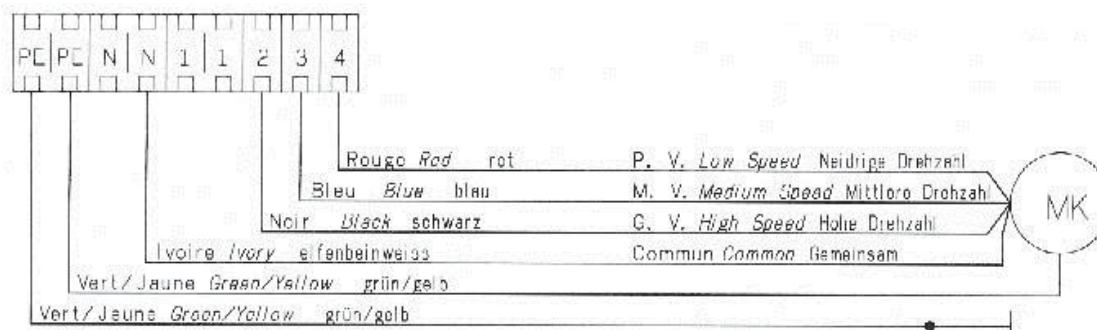 PE PE N N 1 1 2 3 4
Rouge Red rot P. V. Low Speed Neidrige Drehzahl
Bleu Blue blau M. V. Medium Speed Mittlere Drehzahl
MK
Noir Black schwarz G. V. High Speed Hohe Drehzahl
Ivoire Ivory elfenbeinweiss Commun Common Gemeinsam
Vert/Jaune Green/Yellow grün/gelb
Vert/Jaune Green/Yellow grün/gelb